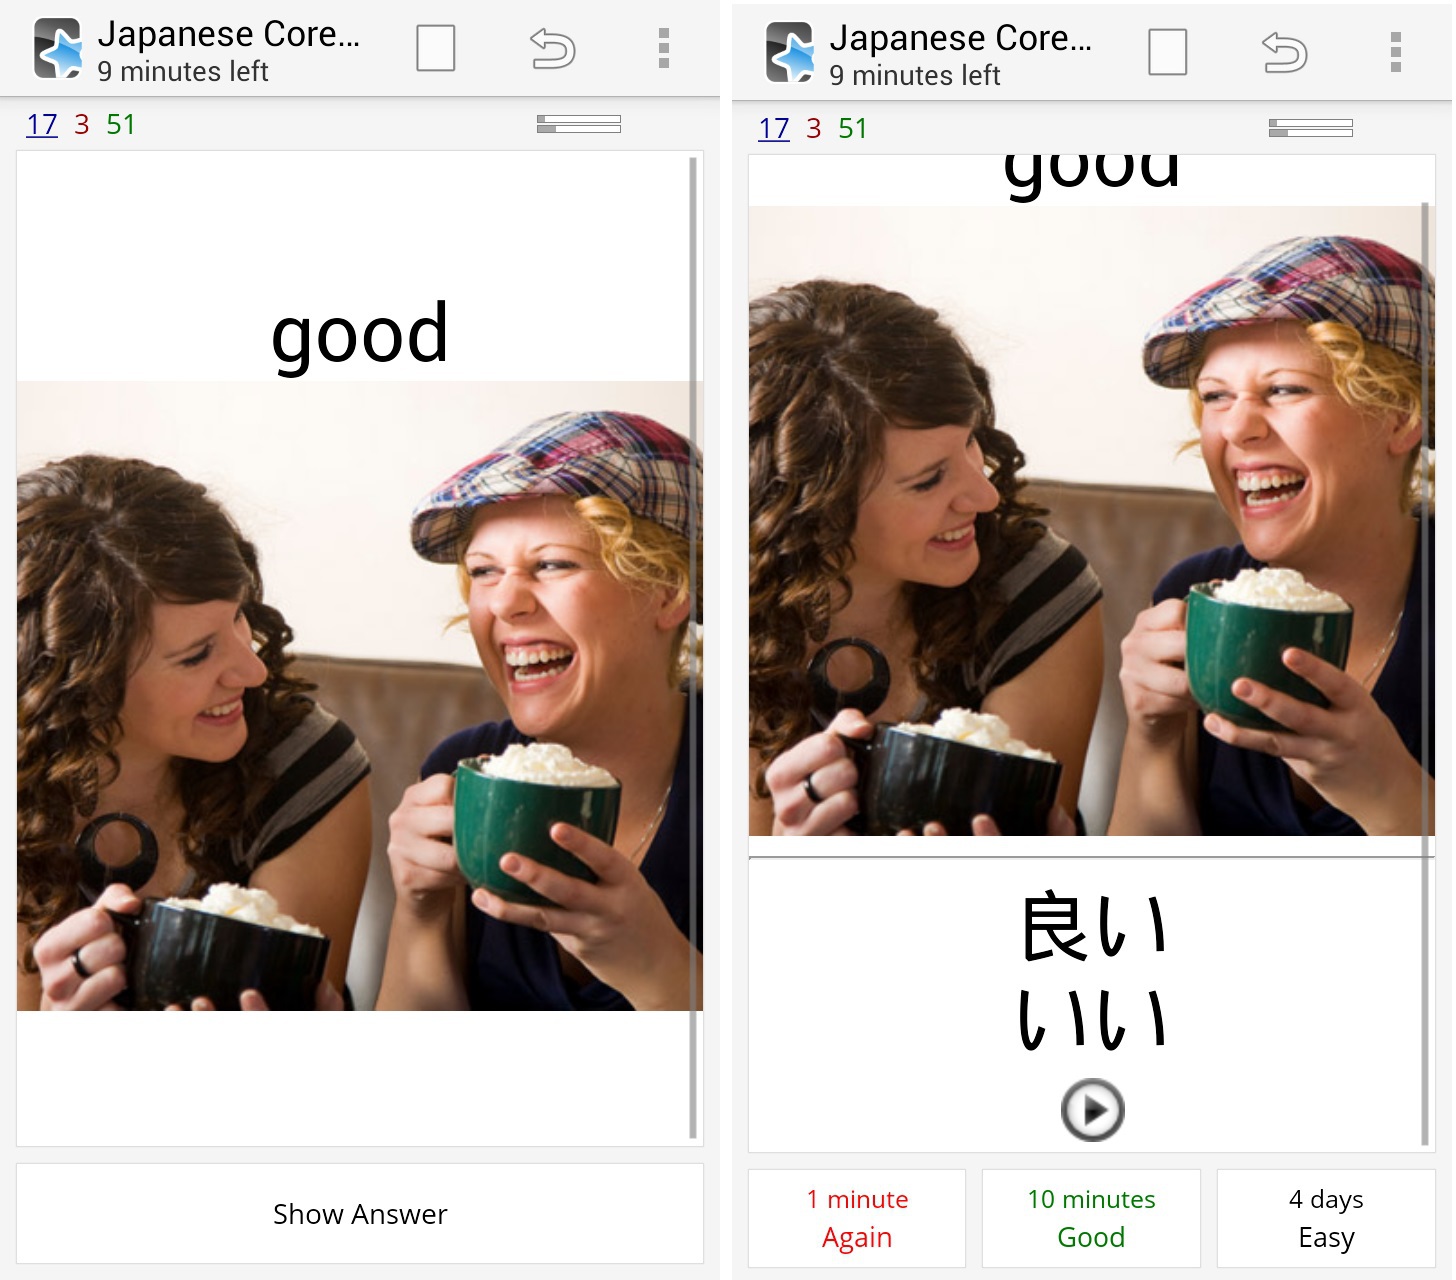 Japanese Core...
9 minutes left
17 3 51
good
Show Answer
Japanese Core...
9 minutes left
17 3 51
good
良い
いい
1 minute
Again
10 minutes
Good
4 days
Easy